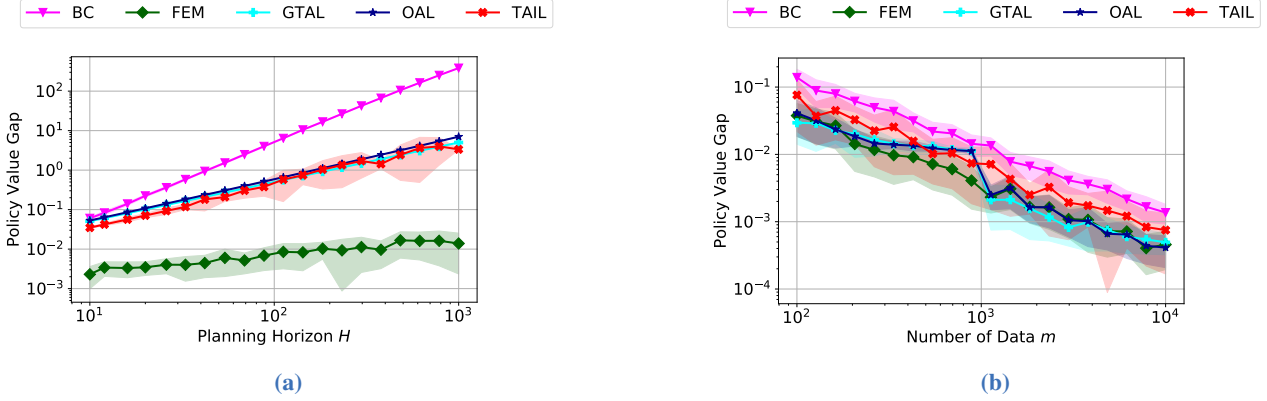 BC FEM GTAL OAL TAIL
Policy Value Gap
10^2
10^1
10^0
10^-1
10^-2
10^-3
10^1 10^2 10^3
Planning Horizon H
(a)
BC FEM GTAL OAL TAIL
Policy Value Gap
10^-1
10^-2
10^-3
10^-4
10^2 10^3 10^4
Number of Data m
(b)